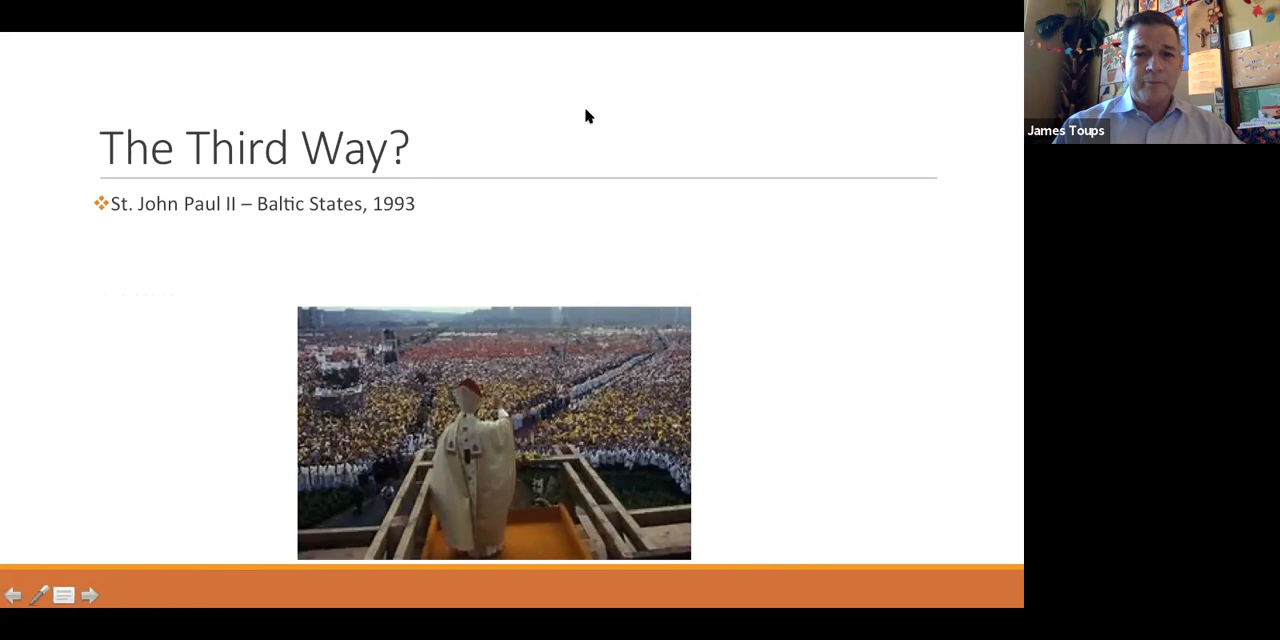 The Third Way?
St. John Paul II – Baltic States, 1993
James Toups